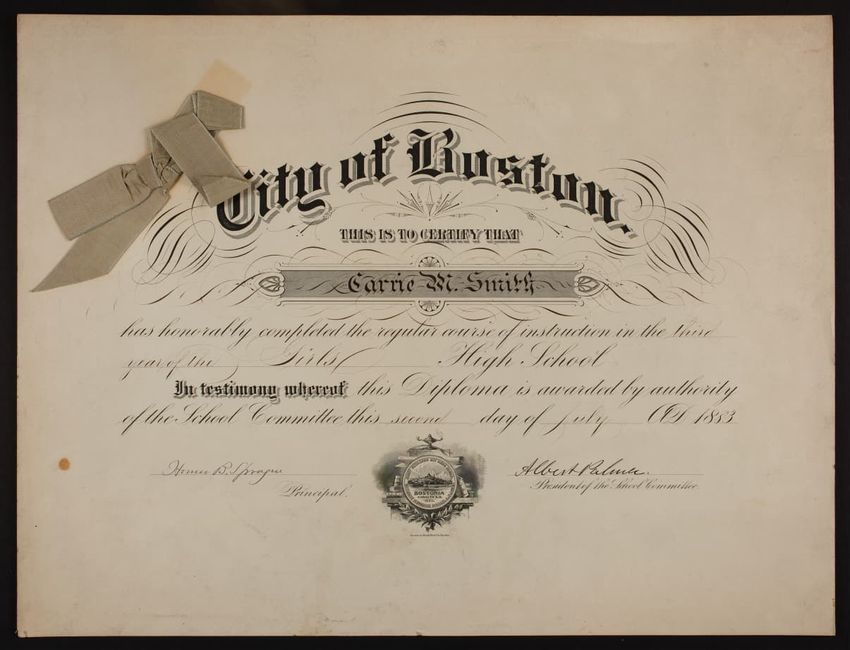 City of Boston.
THIS IS TO CERTIFY THAT
Carrie M. Smith
has honorably completed the regular course of instruction in the third
year of the Girls High School
In testimony whereof this Diploma is awarded by authority
of the School Committee this second day of July AD 1883
Homer B. Sprague
Principal.
Albert Palmer.
President of the School Committee
BOSTONIA